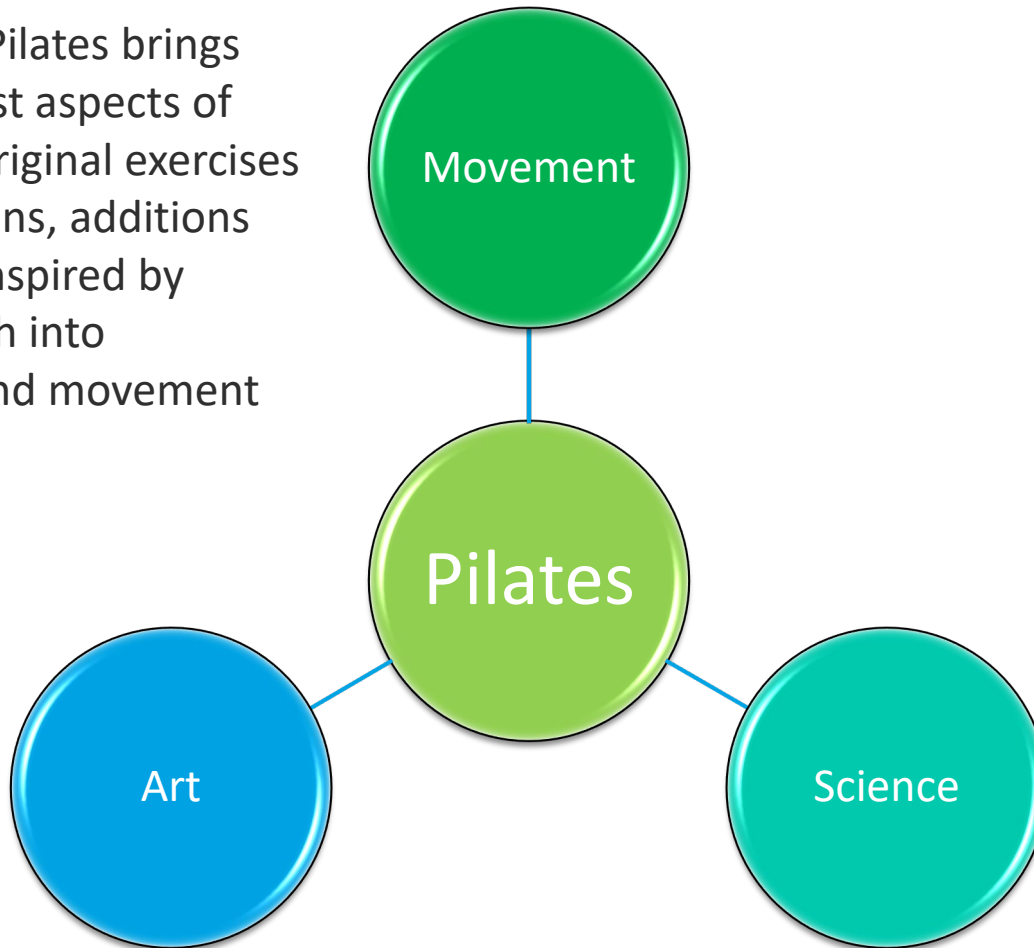 Pilates brings
st aspects of
riginal exercises
ns, additions
nspired by
h into
nd movement
Movement
Pilates
Art
Science